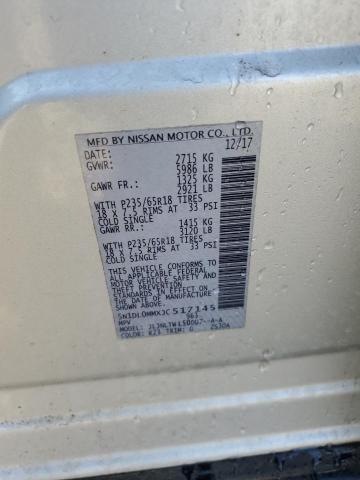 MFD BY NISSAN MOTOR CO., LTD.
DATE: 12/17
GVWR: 2715 KG
5986 LB
GAWR FR.: 1325 KG
2921 LB
WITH P235/65R18 TIRES
18 X 7.5 RIMS AT 33 PSI
COLD SINGLE
GAWR RR.: 1415 KG
3120 LB
WITH P235/65R18 TIRES
18 X 7.5 RIMS AT 33 PSI
COLD SINGLE
THIS VEHICLE CONFORMS TO ALL
APPLICABLE FEDERAL MOTOR
VEHICLE SAFETY AND
THEFT PREVENTION STANDARDS
IN EFFECT ON THE DATE OF
MANUFACTURE SHOWN ABOVE.
5N1DL0MMXJC517145
MPV
MODEL:
COLOR: K23 TRIM: G